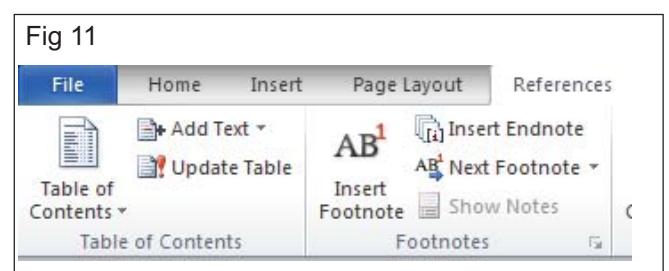 Fig 11
File Home Insert Page Layout References
Table of Contents
Add Text
Update Table
AB1
Insert Footnote
Insert Endnote
AB Next Footnote
Show Notes
Table of Contents Footnotes